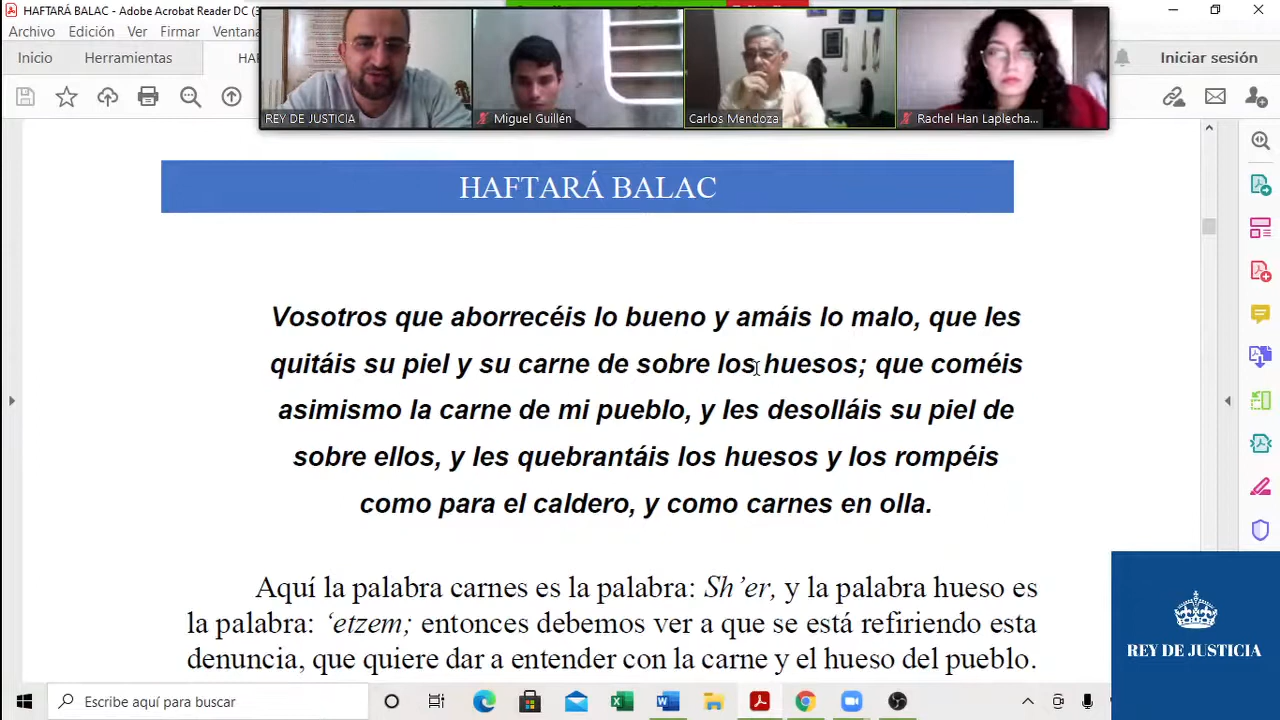 HAFTARÁ BALAC - Adobe Acrobat Reader DC (3
Archivo Edición Ver Firmar Ventana
Inicio Herramientas
Iniciar sesión
REY DE JUSTICIA
Miguel Guillén
Carlos Mendoza
Rachel Han Laplecha...
HAFTARÁ BALAC
Vosotros que aborrecéis lo bueno y amáis lo malo, que les
quitáis su piel y su carne de sobre los huesos; que coméis
asimismo la carne de mi pueblo, y les desolláis su piel de
sobre ellos, y les quebrantáis los huesos y los rompéis
como para el caldero, y como carnes en olla.
Aquí la palabra carnes es la palabra: Sh’er, y la palabra hueso es
la palabra: ‘etzem; entonces debemos ver a que se está refiriendo esta
denuncia, que quiere dar a entender con la carne y el hueso del pueblo.
REY DE JUSTICIA
Escribe aquí para buscar